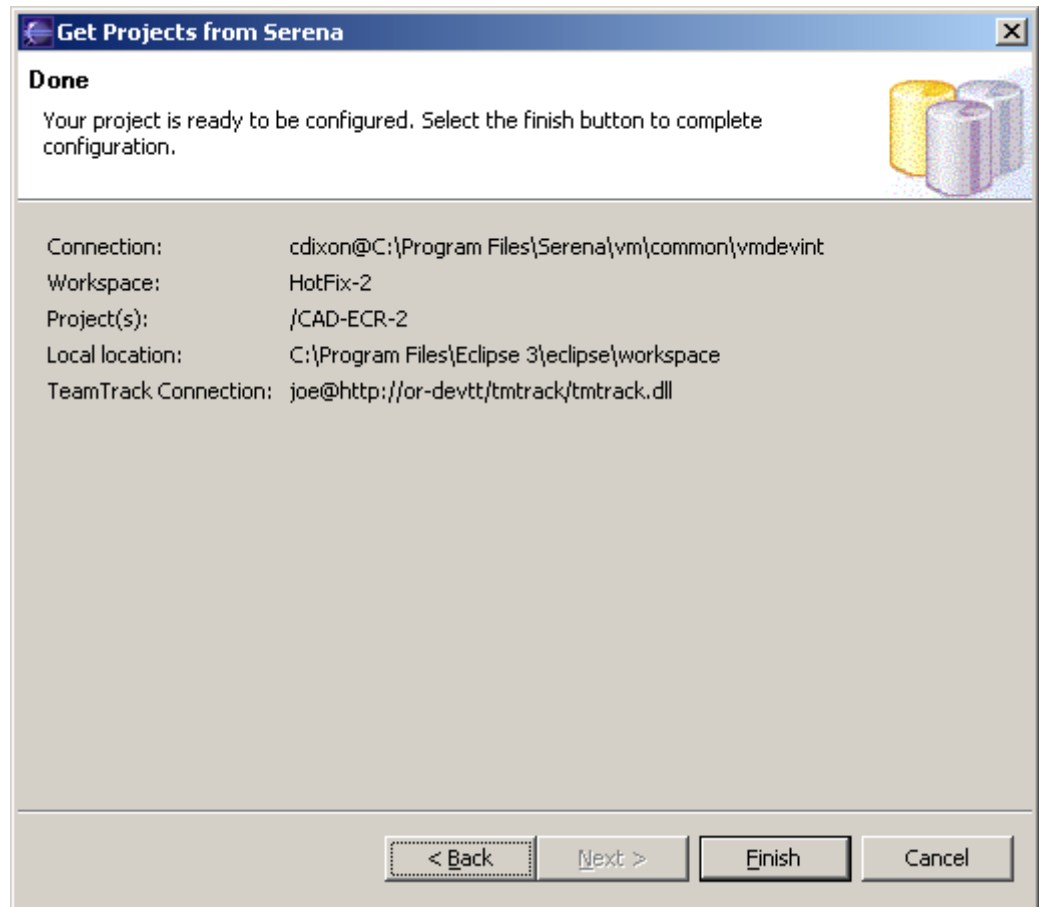 Get Projects from Serena
Done
Your project is ready to be configured. Select the finish button to complete
configuration.
Connection: cdixon@C:\Program Files\Serena\vm\common\vmdevint
Workspace: HotFix-2
Project(s): /CAD-ECR-2
Local location: C:\Program Files\Eclipse 3\eclipse\workspace
TeamTrack Connection: joe@http://or-devtt/tmtrack/tmtrack.dll
< Back Next > Finish Cancel